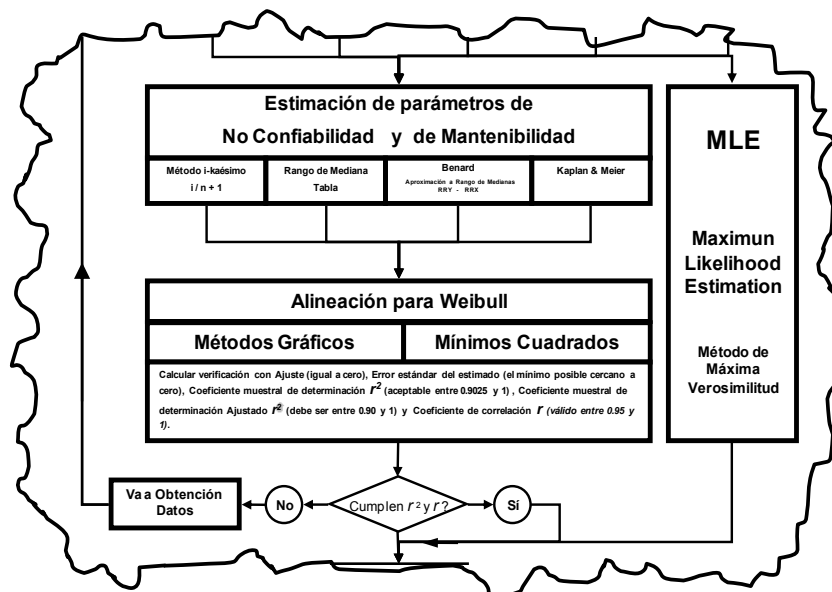 Estimación de parámetros de
No Confiabilidad y de Mantenibilidad
Método i-kaésimo
i / n + 1
Rango de Mediana
Tabla
Benard
Aproximación a Rango de Medianas
RRY - RRX
Kaplan & Meier
MLE
Maximun
Likelihood
Estimation
Método de
Máxima
Verosimilitud
Alineación para Weibull
Métodos Gráficos
Mínimos Cuadrados
Calcular verificación con Ajuste (igual a cero), Error estándar del estimado (el mínimo posible cercano a
cero), Coeficiente muestral de determinación r² (aceptable entre 0.9025 y 1) , Coeficiente muestral de
determinación Ajustado r² (debe ser entre 0.90 y 1) y Coeficiente de correlación r (válido entre 0.95 y
1).
Va a Obtención
Datos
No
Cumplen r² y r ?
Sí